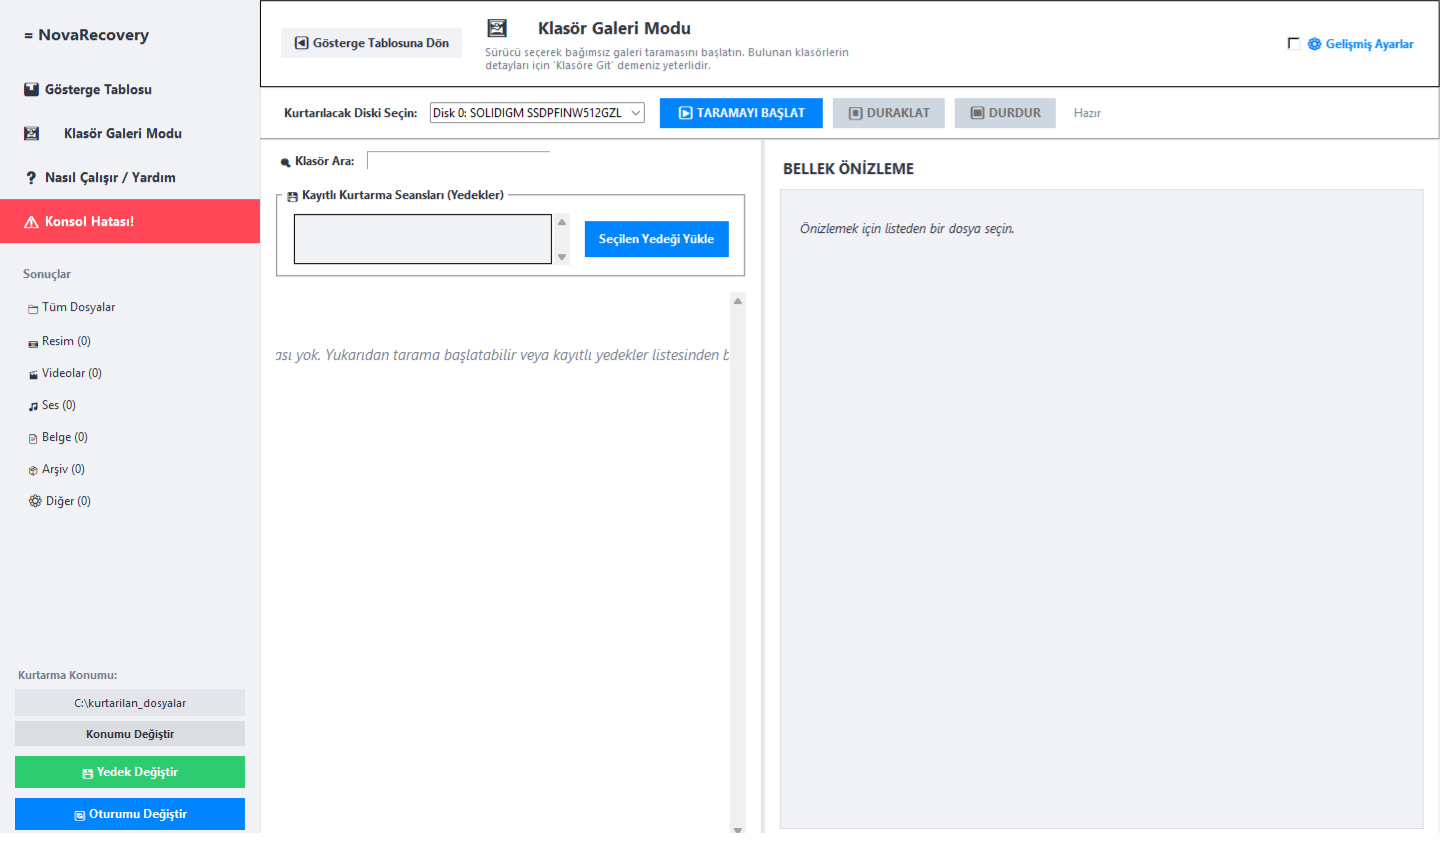 = NovaRecovery
Gösterge Tablosu
Klasör Galeri Modu
? Nasıl Çalışır / Yardım
Konsol Hatası!
Sonuçlar
Tüm Dosyalar
Resim (0)
Videolar (0)
Ses (0)
Belge (0)
Arşiv (0)
Diğer (0)
Kurtarma Konumu:
C:\kurtarilan_dosyalar
Konumu Değiştir
Yedek Değiştir
Oturumu Değiştir
Gösterge Tablosuna Dön
Klasör Galeri Modu
Sürücü seçerek bağımsız galeri taramasını başlatın. Bulunan klasörlerin
detayları için 'Klasöre Git' demeniz yeterlidir.
Gelişmiş Ayarlar
Kurtarılacak Diski Seçin:
Disk 0: SOLIDIGM SSDPFINW512GZL
TARAMAYI BAŞLAT
DURAKLAT
DURDUR
Hazır
Klasör Ara:
Kayıtlı Kurtarma Seansları (Yedekler)
Seçilen Yedeği Yükle
ası yok. Yukarıdan tarama başlatabilir veya kayıtlı yedekler listesinden b
BELLEK ÖNİZLEME
Önizlemek için listeden bir dosya seçin.